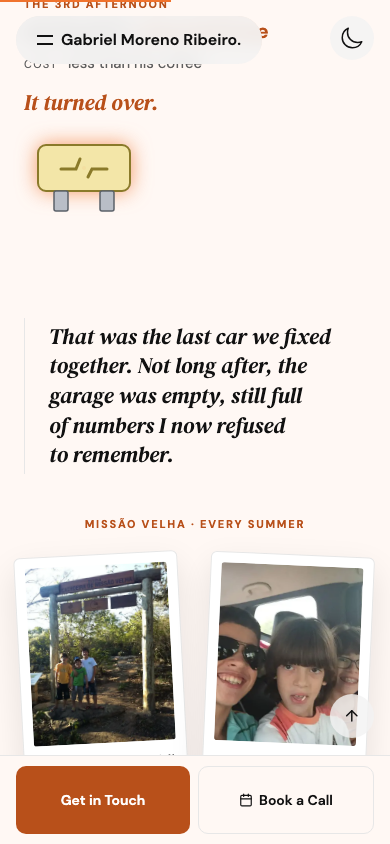 THE 3RD AFTERNOON
Gabriel Moreno Ribeiro.
COST less than his coffee
It turned over.
That was the last car we fixed
together. Not long after, the
garage was empty, still full
of numbers I now refused
to remember.
MISSÃO VELHA · EVERY SUMMER
Get in Touch
Book a Call